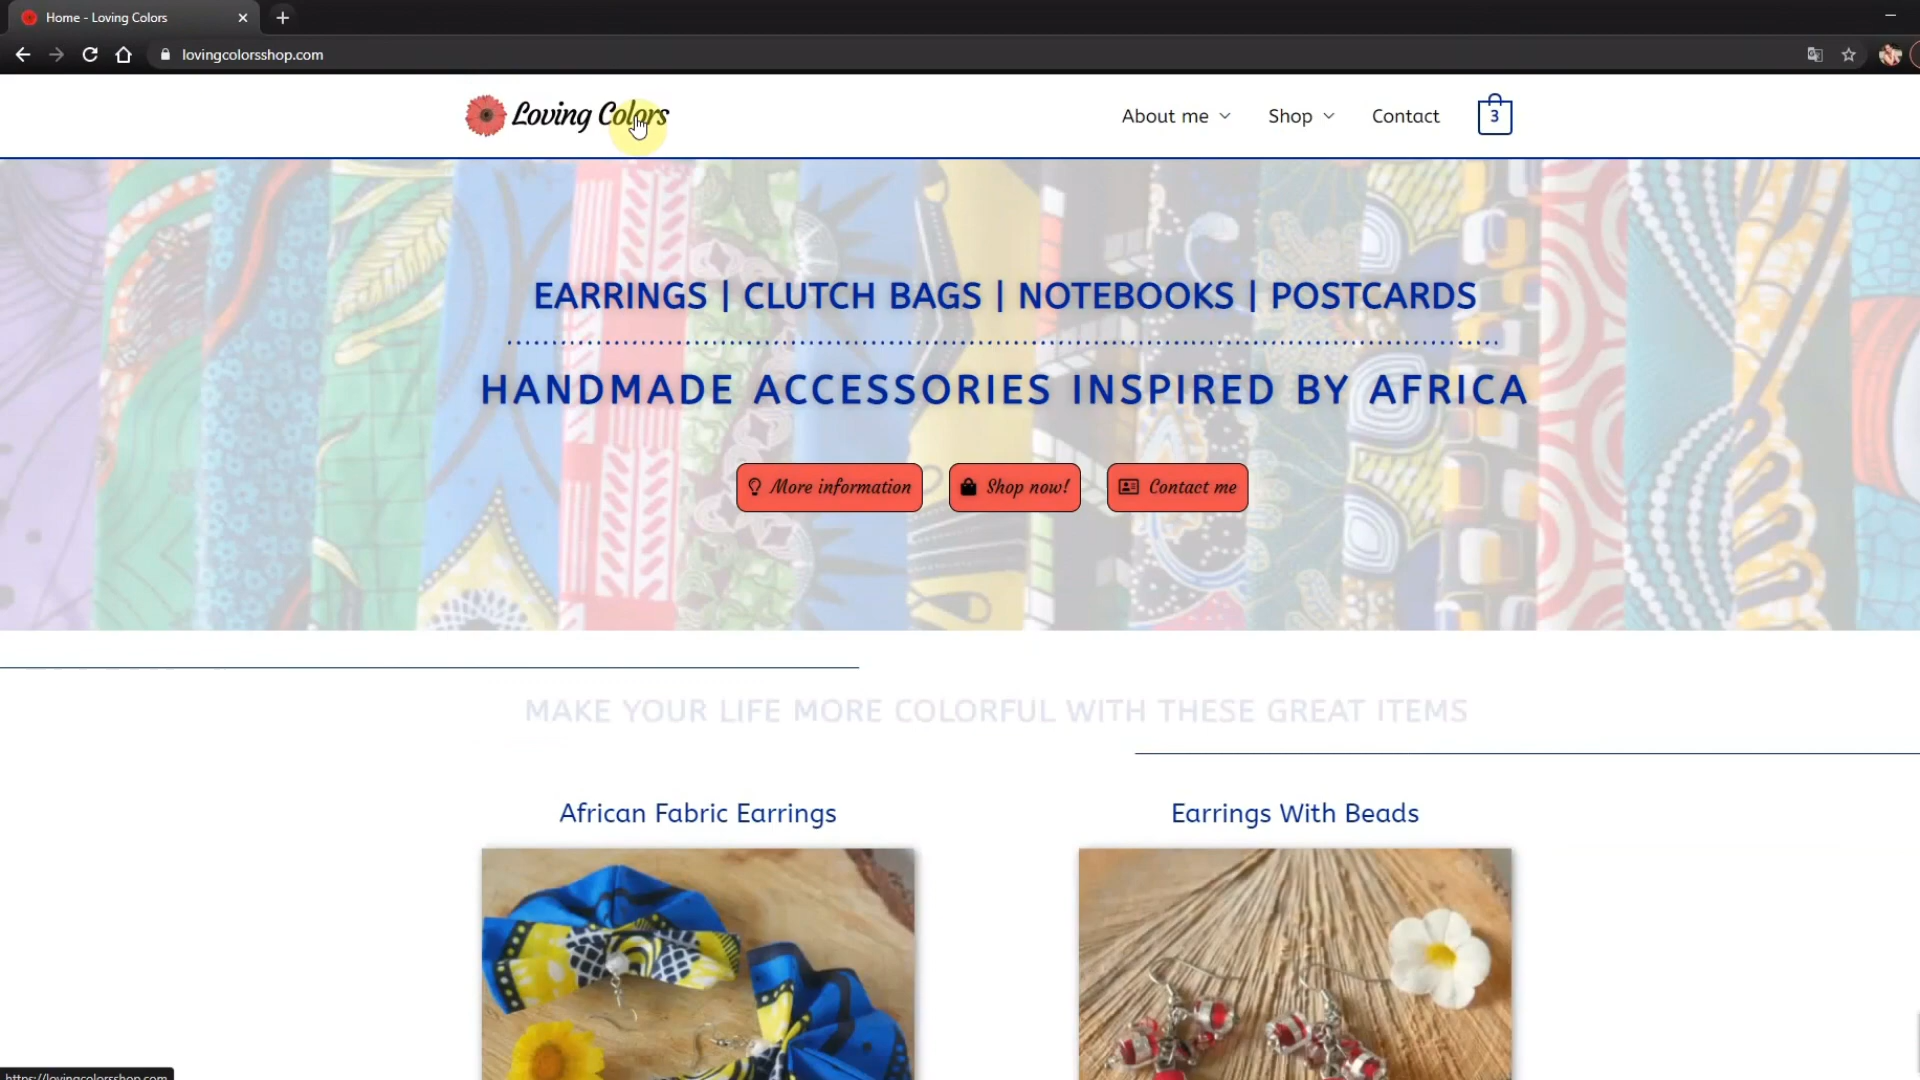 Home - Loving Colors
lovingcolorsshop.com
Loving Colors
About me
Shop
Contact
3
EARRINGS | CLUTCH BAGS | NOTEBOOKS | POSTCARDS
HANDMADE ACCESSORIES INSPIRED BY AFRICA
More information
Shop now!
Contact me
MAKE YOUR LIFE MORE COLORFUL WITH THESE GREAT ITEMS
African Fabric Earrings
Earrings With Beads
https://lovingcolorsshop.com